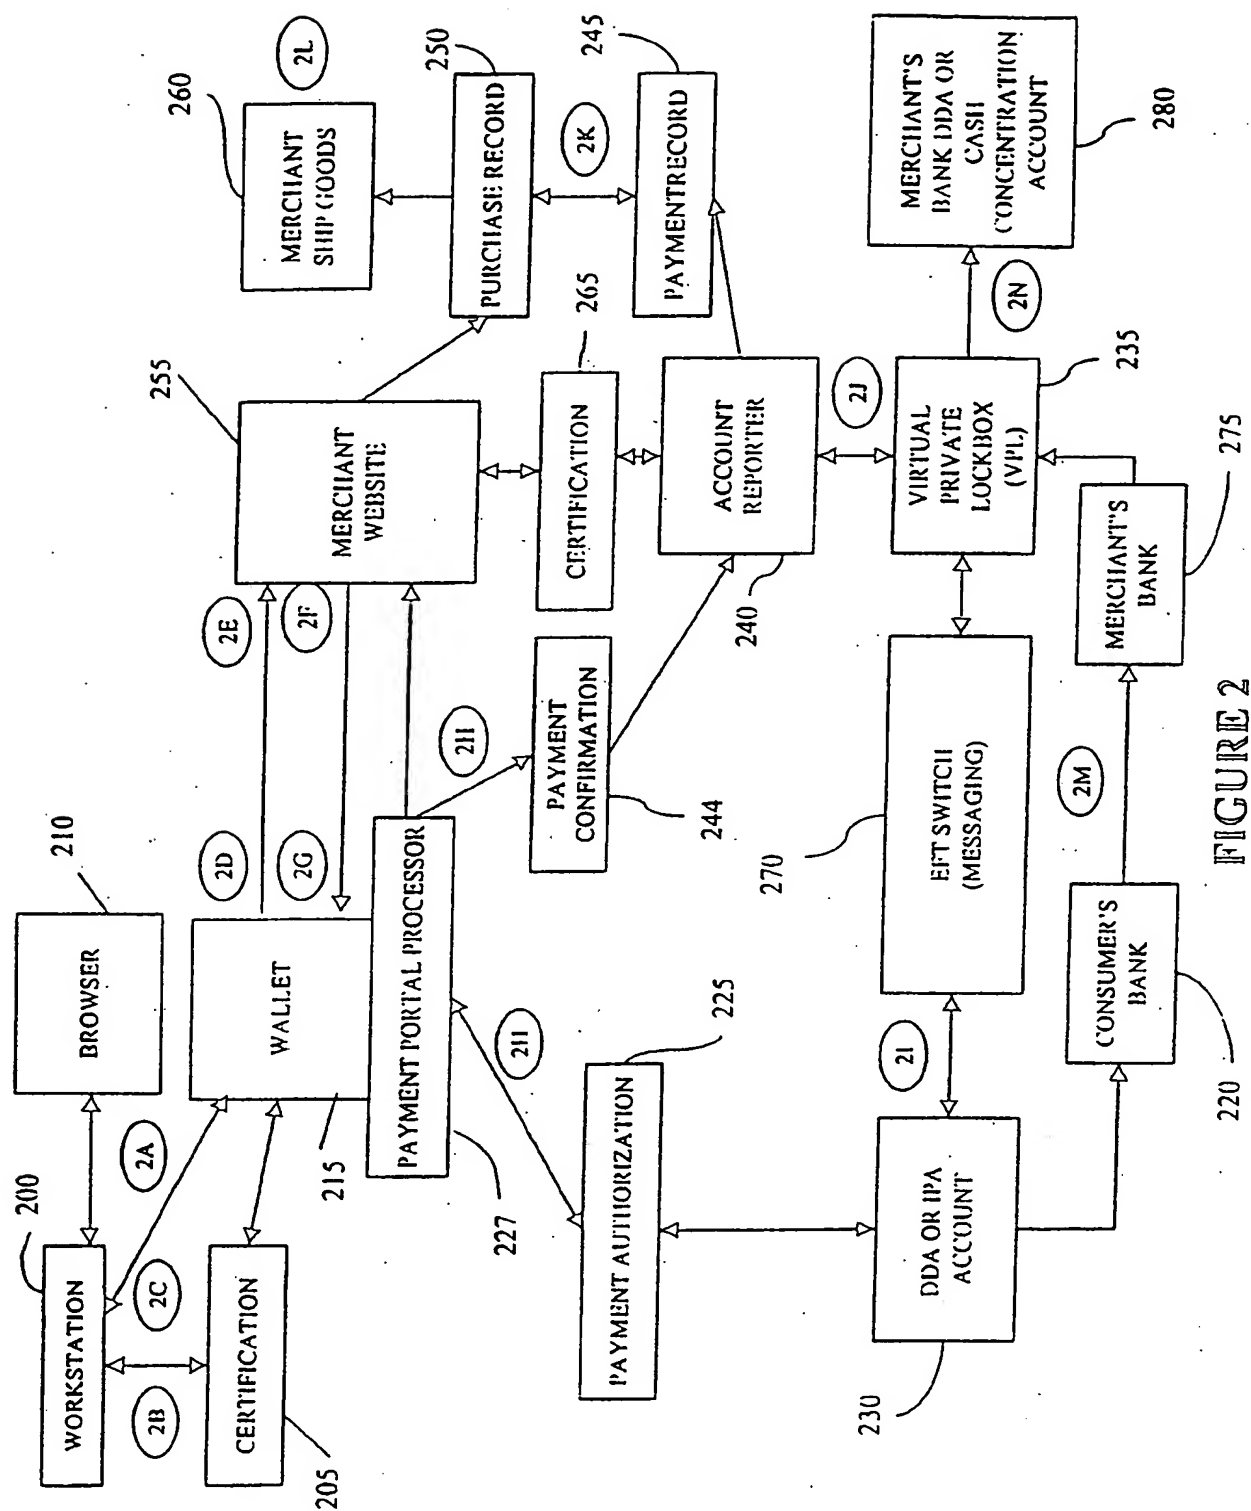 200
WORKSTATION
2A
BROWSER
210
2B
2C
205
CERTIFICATION
WALLET
215
2D
2E
2G
2F
255
MERCHANT
WEBSITE
260
MERCHANT
SHIP GOODS
2L
PAYMENT PORTAL PROCESSOR
227
2H
2H
PAYMENT
CONFIRMATION
244
CERTIFICATION
265
PURCHASE RECORD
250
2K
PAYMENT AUTHORIZATION
225
ACCOUNT
REPORTER
240
PAYMENTRECORD
245
2J
230
DDA OR IPA
ACCOUNT
2I
270
EFT SWITCH
(MESSAGING)
VIRTUAL
PRIVATE
LOCKBOX
(VPL)
235
2N
MERCHANT'S
BANK DDA OR
CASH
CONCENTRATION
ACCOUNT
280
CONSUMER'S
BANK
220
2M
MERCHANT'S
BANK
275
FIGURE 2